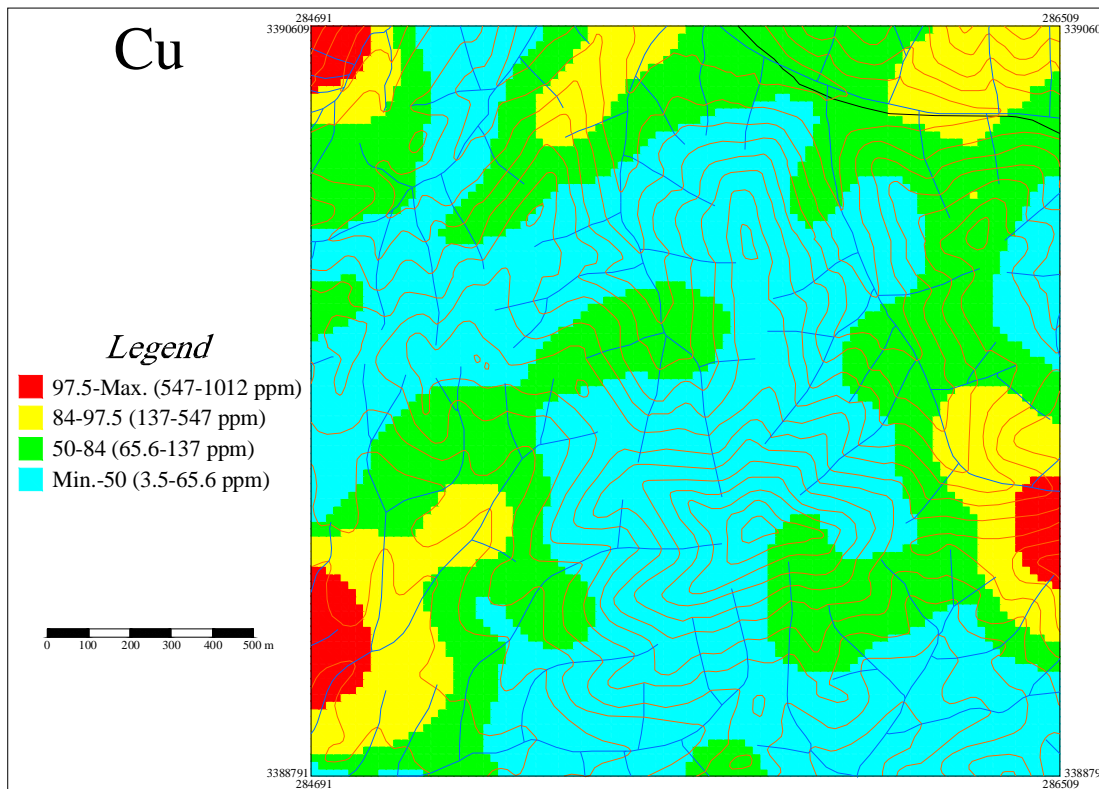 284691
286509
3390609
339060
Cu
Legend
97.5-Max. (547-1012 ppm)
84-97.5 (137-547 ppm)
50-84 (65.6-137 ppm)
Min.-50 (3.5-65.6 ppm)
0 100 200 300 400 500 m
3388791
3388791
284691
286509